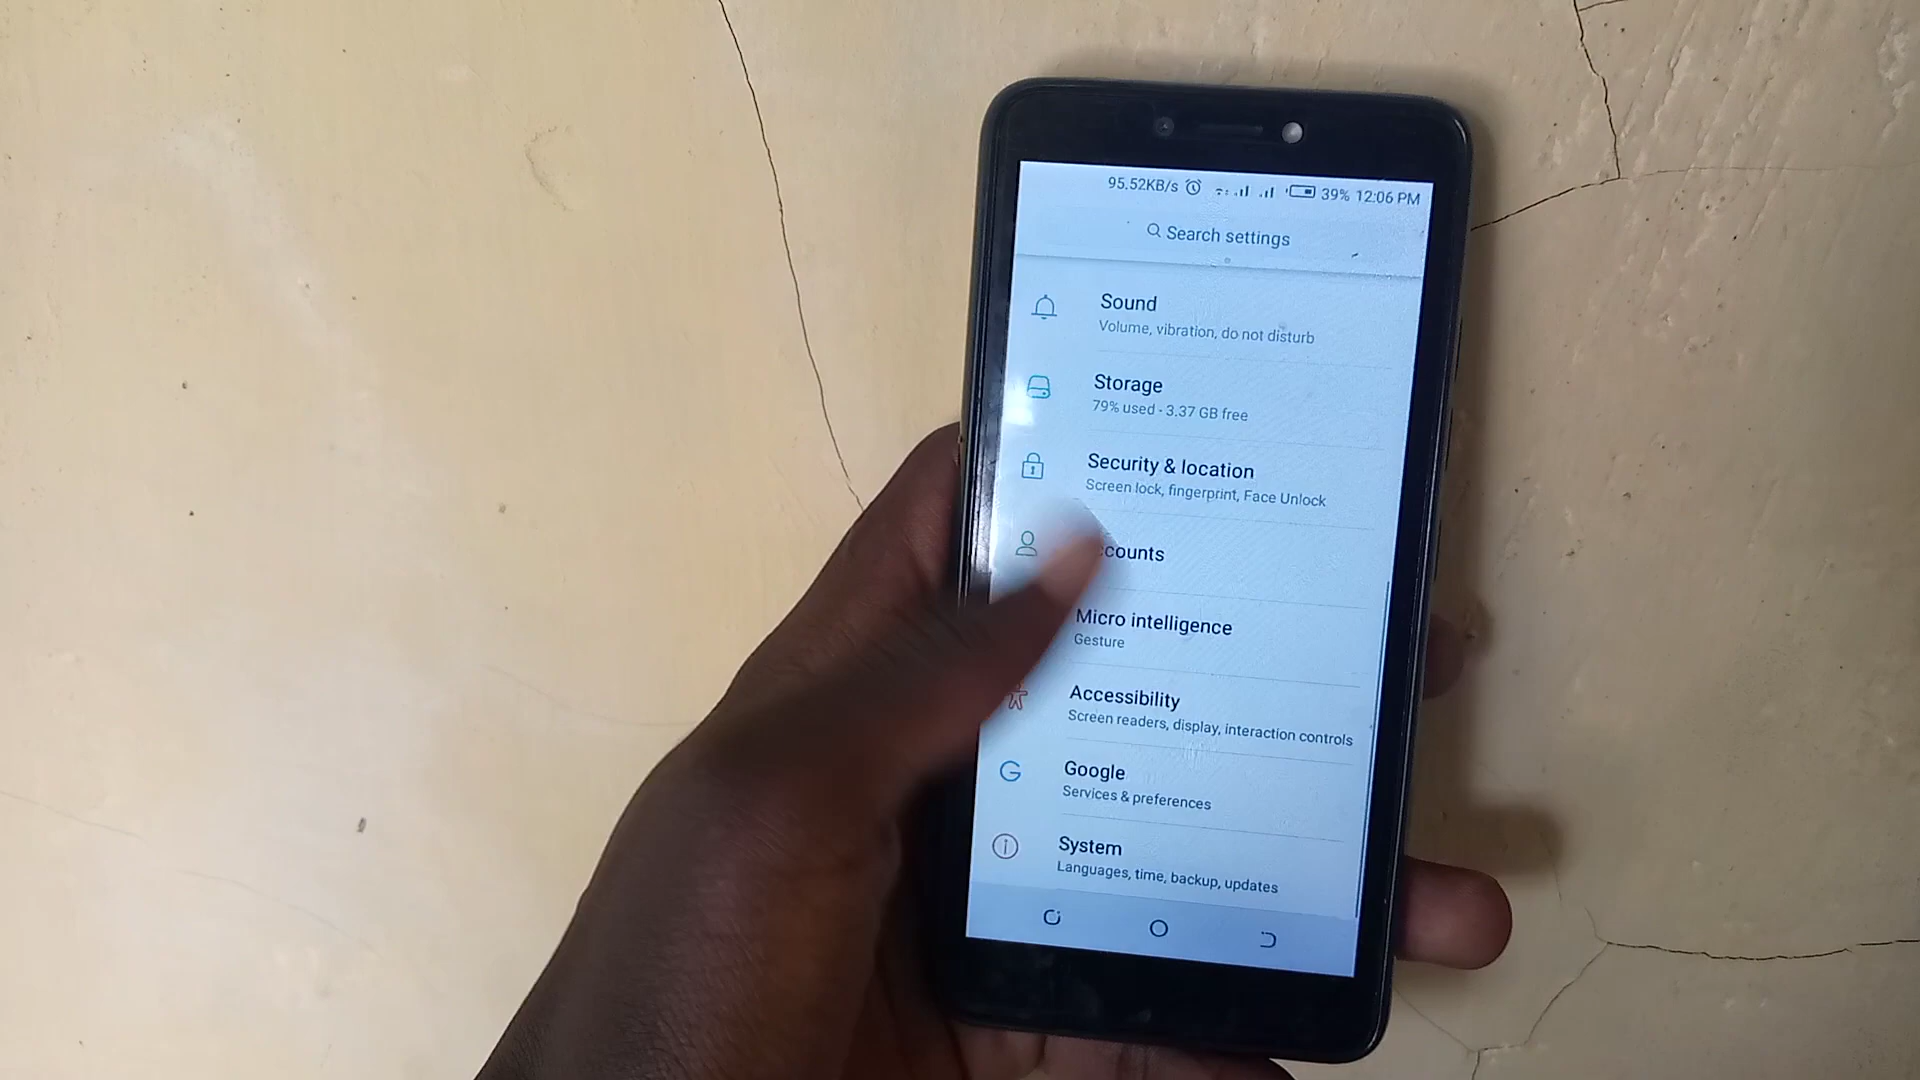 95.52KB/s 39% 12:06 PM
Search settings
Sound
Volume, vibration, do not disturb
Storage
79% used - 3.37 GB free
Security & location
Screen lock, fingerprint, Face Unlock
ccounts
Micro intelligence
Gesture
Accessibility
Screen readers, display, interaction controls
Google
Services & preferences
System
Languages, time, backup, updates